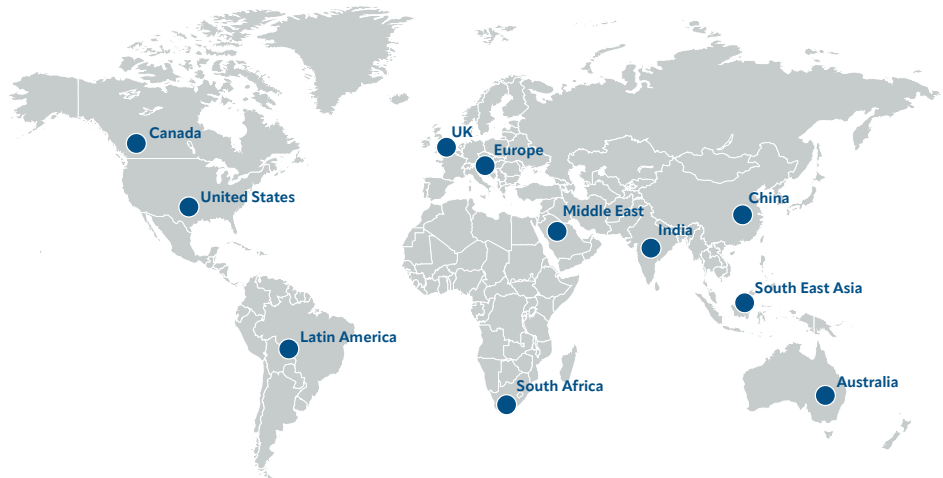 Canada
UK
Europe
United States
China
Middle East
India
South East Asia
Latin America
Australia
South Africa